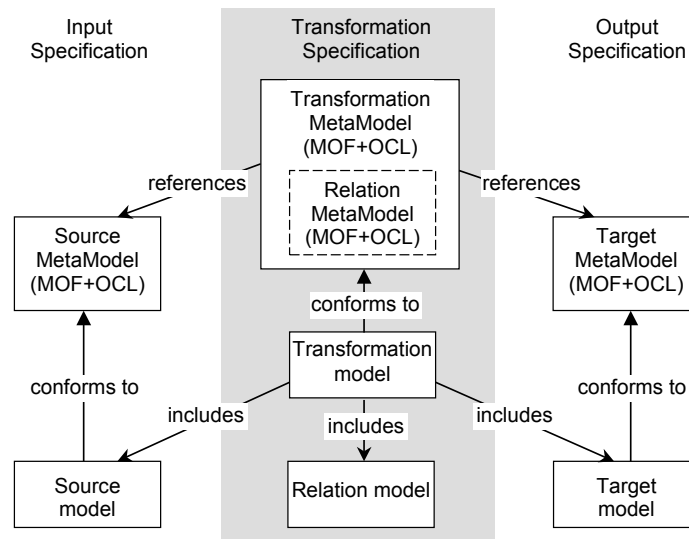 Input
Specification
Transformation
Specification
Output
Specification
Transformation
MetaModel
(MOF+OCL)
references
references
Relation
MetaModel
(MOF+OCL)
Source
MetaModel
(MOF+OCL)
Target
MetaModel
(MOF+OCL)
conforms to
Transformation
model
conforms to
conforms to
includes
includes
includes
Source
model
Relation model
Target
model